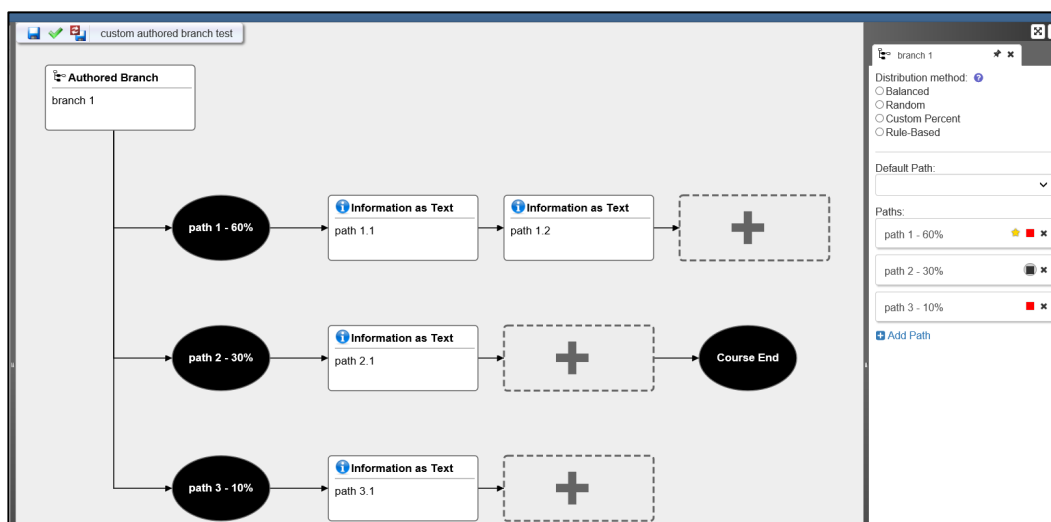 custom authored branch test
Authored Branch
branch 1
path 1 - 60%
Information as Text
path 1.1
Information as Text
path 1.2
path 2 - 30%
Information as Text
path 2.1
Course End
path 3 - 10%
Information as Text
path 3.1
branch 1
Distribution method:
Balanced
Random
Custom Percent
Rule-Based
Default Path:
Paths:
path 1 - 60%
path 2 - 30%
path 3 - 10%
Add Path